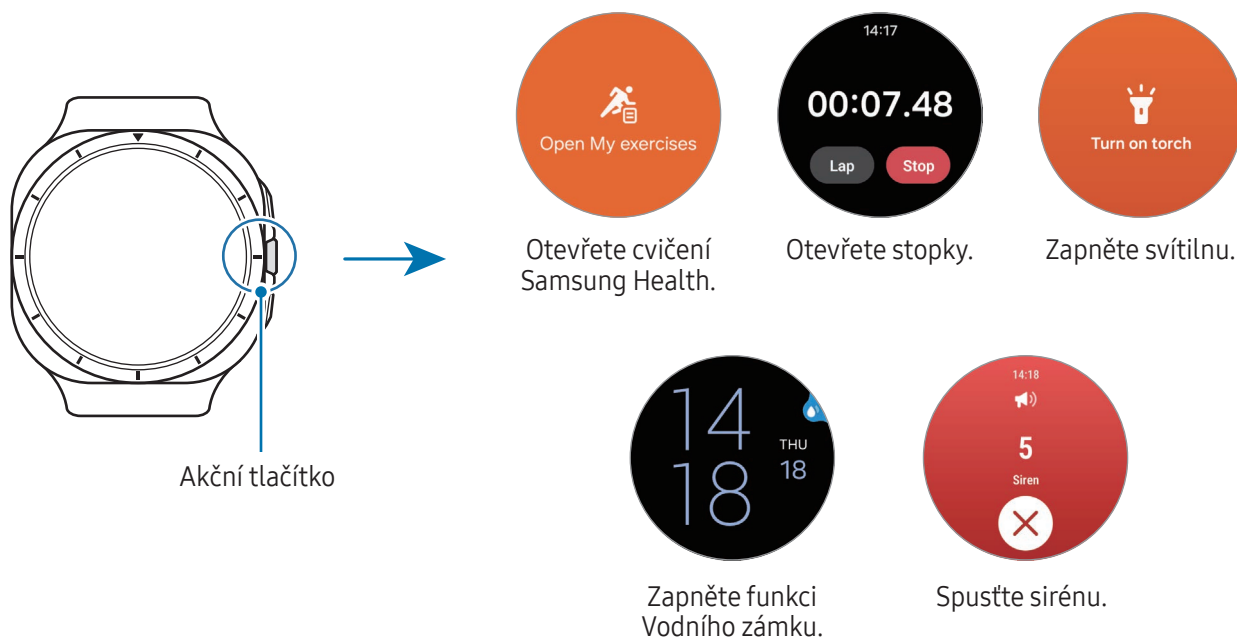 Akční tlačítko
Open My exercises
Otevřete cvičení
Samsung Health.
14:17
00:07.48
Lap
Stop
Otevřete stopky.
Turn on torch
Zapněte svítilnu.
14
18
THU
18
Zapněte funkci
Vodního zámku.
14:18
5
Siren
Spusťte sirénu.